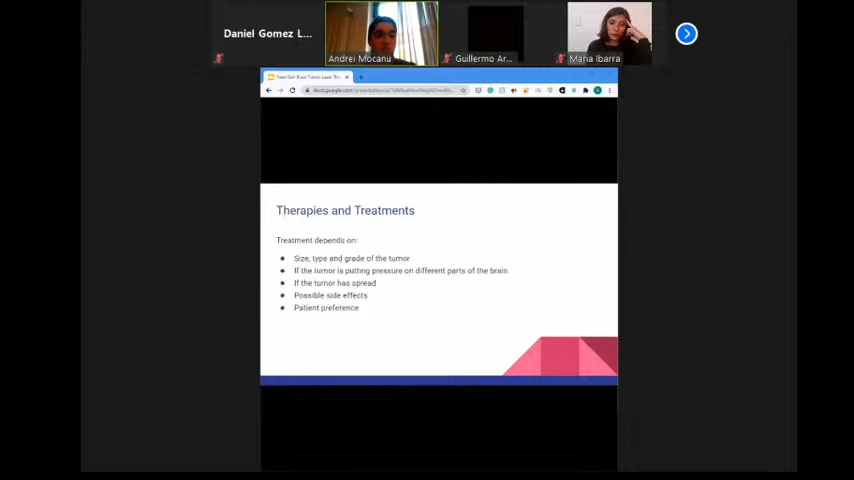 Daniel Gomez L...
Andrei Mocanu
Guillermo Ar...
Maria Ibarra
Therapies and Treatments
Treatment depends on:
● Size, type and grade of the tumor
● If the tumor is putting pressure on different parts of the brain
● If the tumor has spread
● Possible side effects
● Patient preference